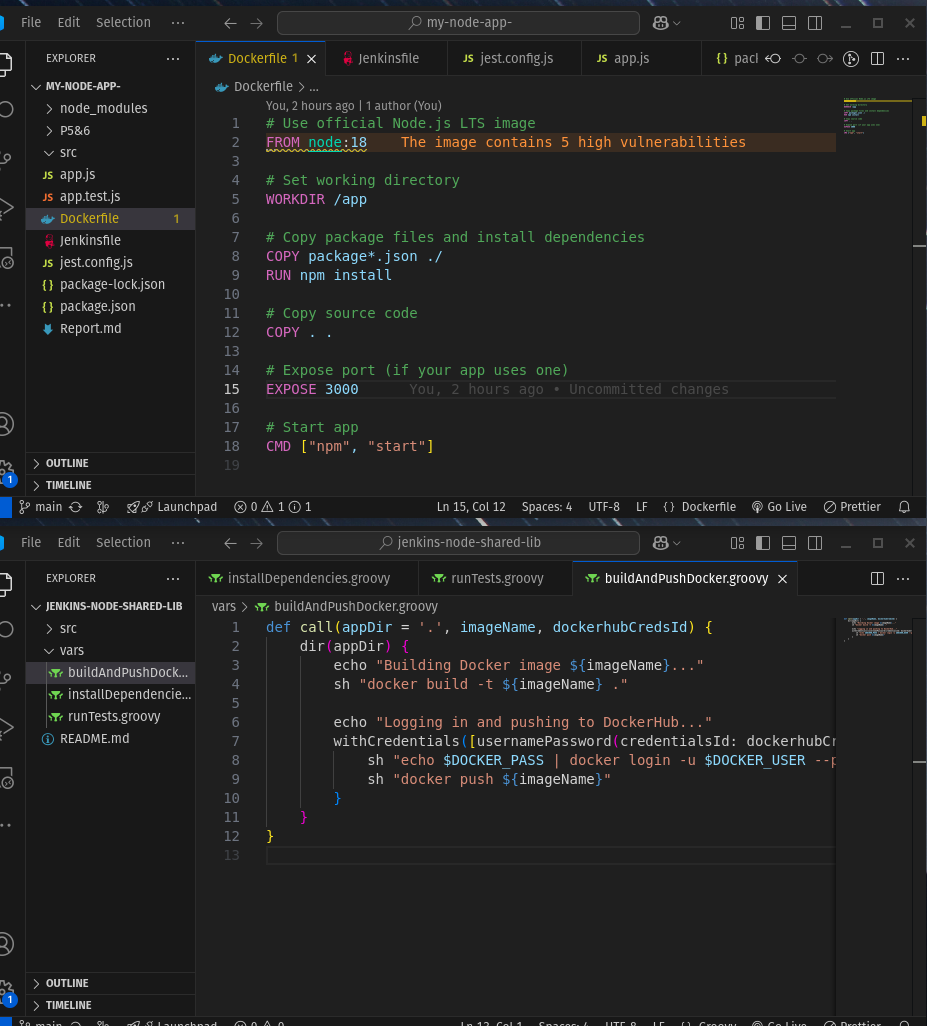 File Edit Selection ··· my-node-app-
EXPLORER ···
MY-NODE-APP-
node_modules
P5&6
src
JS app.js
JS app.test.js
Dockerfile 1
Jenkinsfile
JS jest.config.js
{ } package-lock.json
{ } package.json
Report.md
OUTLINE
TIMELINE
1
Dockerfile 1 Jenkinsfile JS jest.config.js JS app.js { } pacl ···
Dockerfile > ...
You, 2 hours ago | 1 author (You)
1 # Use official Node.js LTS image
2 FROM node:18 The image contains 5 high vulnerabilities
3
4 # Set working directory
5 WORKDIR /app
6
7 # Copy package files and install dependencies
8 COPY package*.json ./
9 RUN npm install
10
11 # Copy source code
12 COPY . .
13
14 # Expose port (if your app uses one)
15 EXPOSE 3000 You, 2 hours ago • Uncommitted changes
16
17 # Start app
18 CMD ["npm", "start"]
19
main Launchpad 0 1 1 Ln 15, Col 12 Spaces: 4 UTF-8 LF { } Dockerfile Go Live Prettier
File Edit Selection ··· jenkins-node-shared-lib
EXPLORER ···
JENKINS-NODE-SHARED-LIB
src
vars
buildAndPushDock...
installDependencie...
runTests.groovy
README.md
OUTLINE
TIMELINE
1
installDependencies.groovy runTests.groovy buildAndPushDocker.groovy ···
vars > buildAndPushDocker.groovy
1 def call(appDir = '.', imageName, dockerhubCredsId) {
2 dir(appDir) {
3 echo "Building Docker image ${imageName}..."
4 sh "docker build -t ${imageName} ."
5
6 echo "Logging in and pushing to DockerHub..."
7 withCredentials([usernamePassword(credentialsId: dockerhubCr
8 sh "echo $DOCKER_PASS | docker login -u $DOCKER_USER --p
9 sh "docker push ${imageName}"
10 }
11 }
12 }
13
main Launchpad 0 0 Ln 13, Col 1 Spaces: 4 UTF-8 LF { } Groovy Go Live Prettier